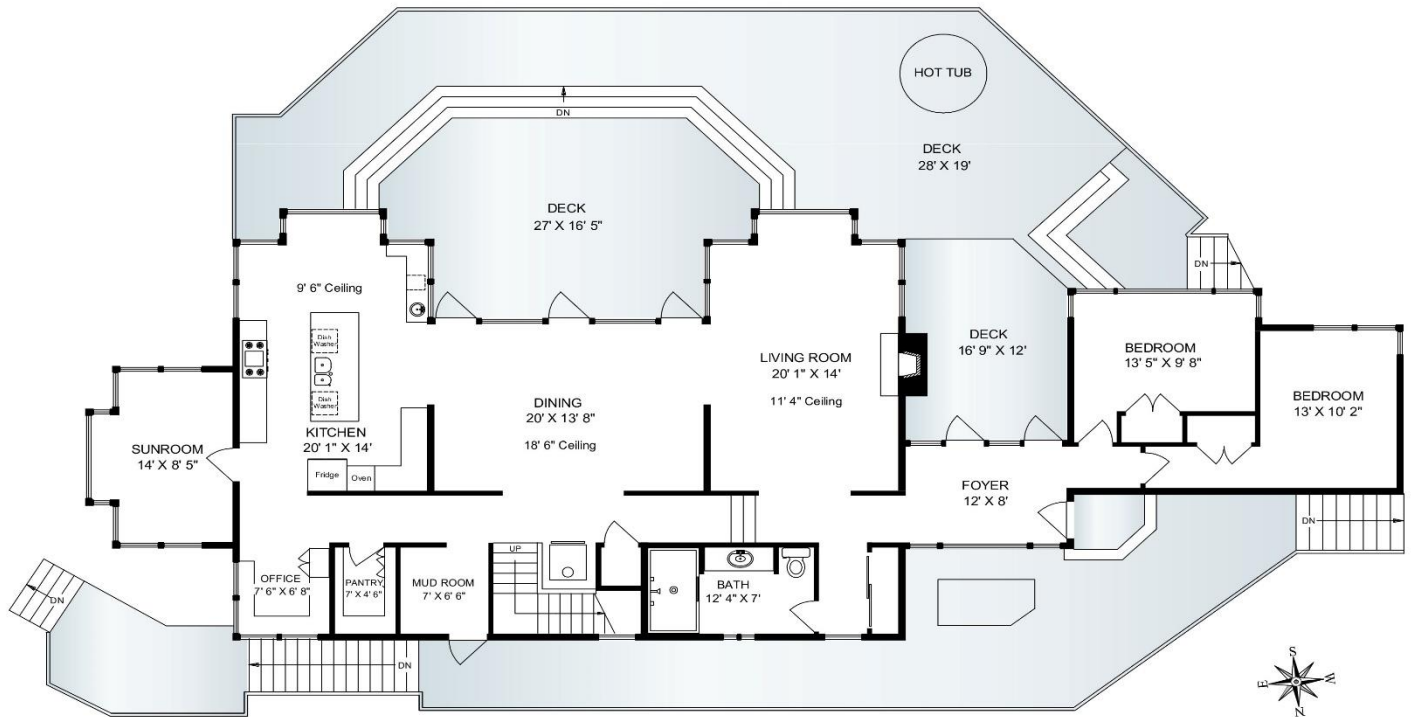 HOT TUB
DN
DECK
28' X 19'
DECK
27' X 16' 5"
DN
9' 6" Ceiling
Dish
Washer
Dish
Washer
KITCHEN
20' 1" X 14'
Fridge
Oven
SUNROOM
14' X 8' 5"
DINING
20' X 13' 8"
18' 6" Ceiling
LIVING ROOM
20' 1" X 14'
11' 4" Ceiling
DECK
16' 9" X 12'
BEDROOM
13' 5" X 9' 8"
BEDROOM
13' X 10' 2"
FOYER
12' X 8'
DN
UP
OFFICE
7' 6" X 6' 8"
PANTRY
7' X 4' 6"
MUD ROOM
7' X 6' 6"
BATH
12' 4" X 7'
DN
DN
S
W
E
N